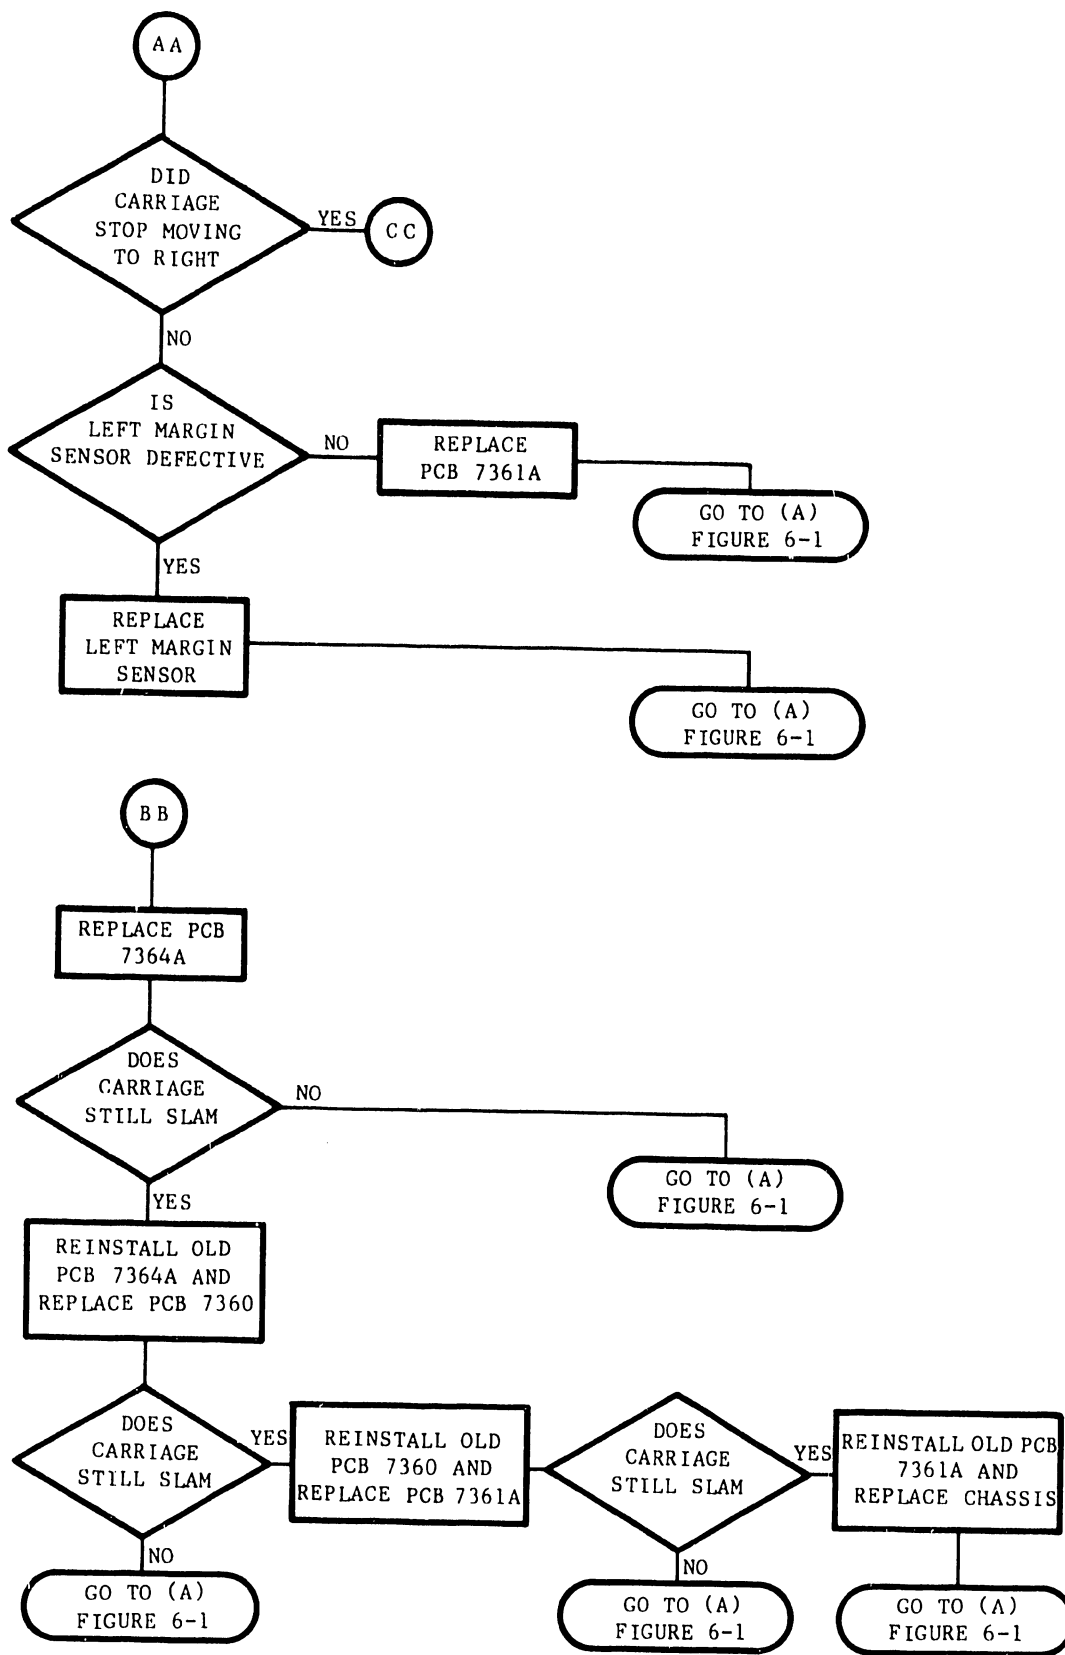 AA
DID
CARRIAGE
STOP MOVING
TO RIGHT
YES
CC
NO
IS
LEFT MARGIN
SENSOR DEFECTIVE
NO
REPLACE
PCB 7361A
GO TO (A)
FIGURE 6-1
YES
REPLACE
LEFT MARGIN
SENSOR
GO TO (A)
FIGURE 6-1
BB
REPLACE PCB
7364A
DOES
CARRIAGE
STILL SLAM
NO
GO TO (A)
FIGURE 6-1
YES
REINSTALL OLD
PCB 7364A AND
REPLACE PCB 7360
DOES
CARRIAGE
STILL SLAM
YES
REINSTALL OLD
PCB 7360 AND
REPLACE PCB 7361A
DOES
CARRIAGE
STILL SLAM
YES
REINSTALL OLD PCB
7361A AND
REPLACE CHASSIS
NO
GO TO (A)
FIGURE 6-1
NO
GO TO (A)
FIGURE 6-1
GO TO (A)
FIGURE 6-1